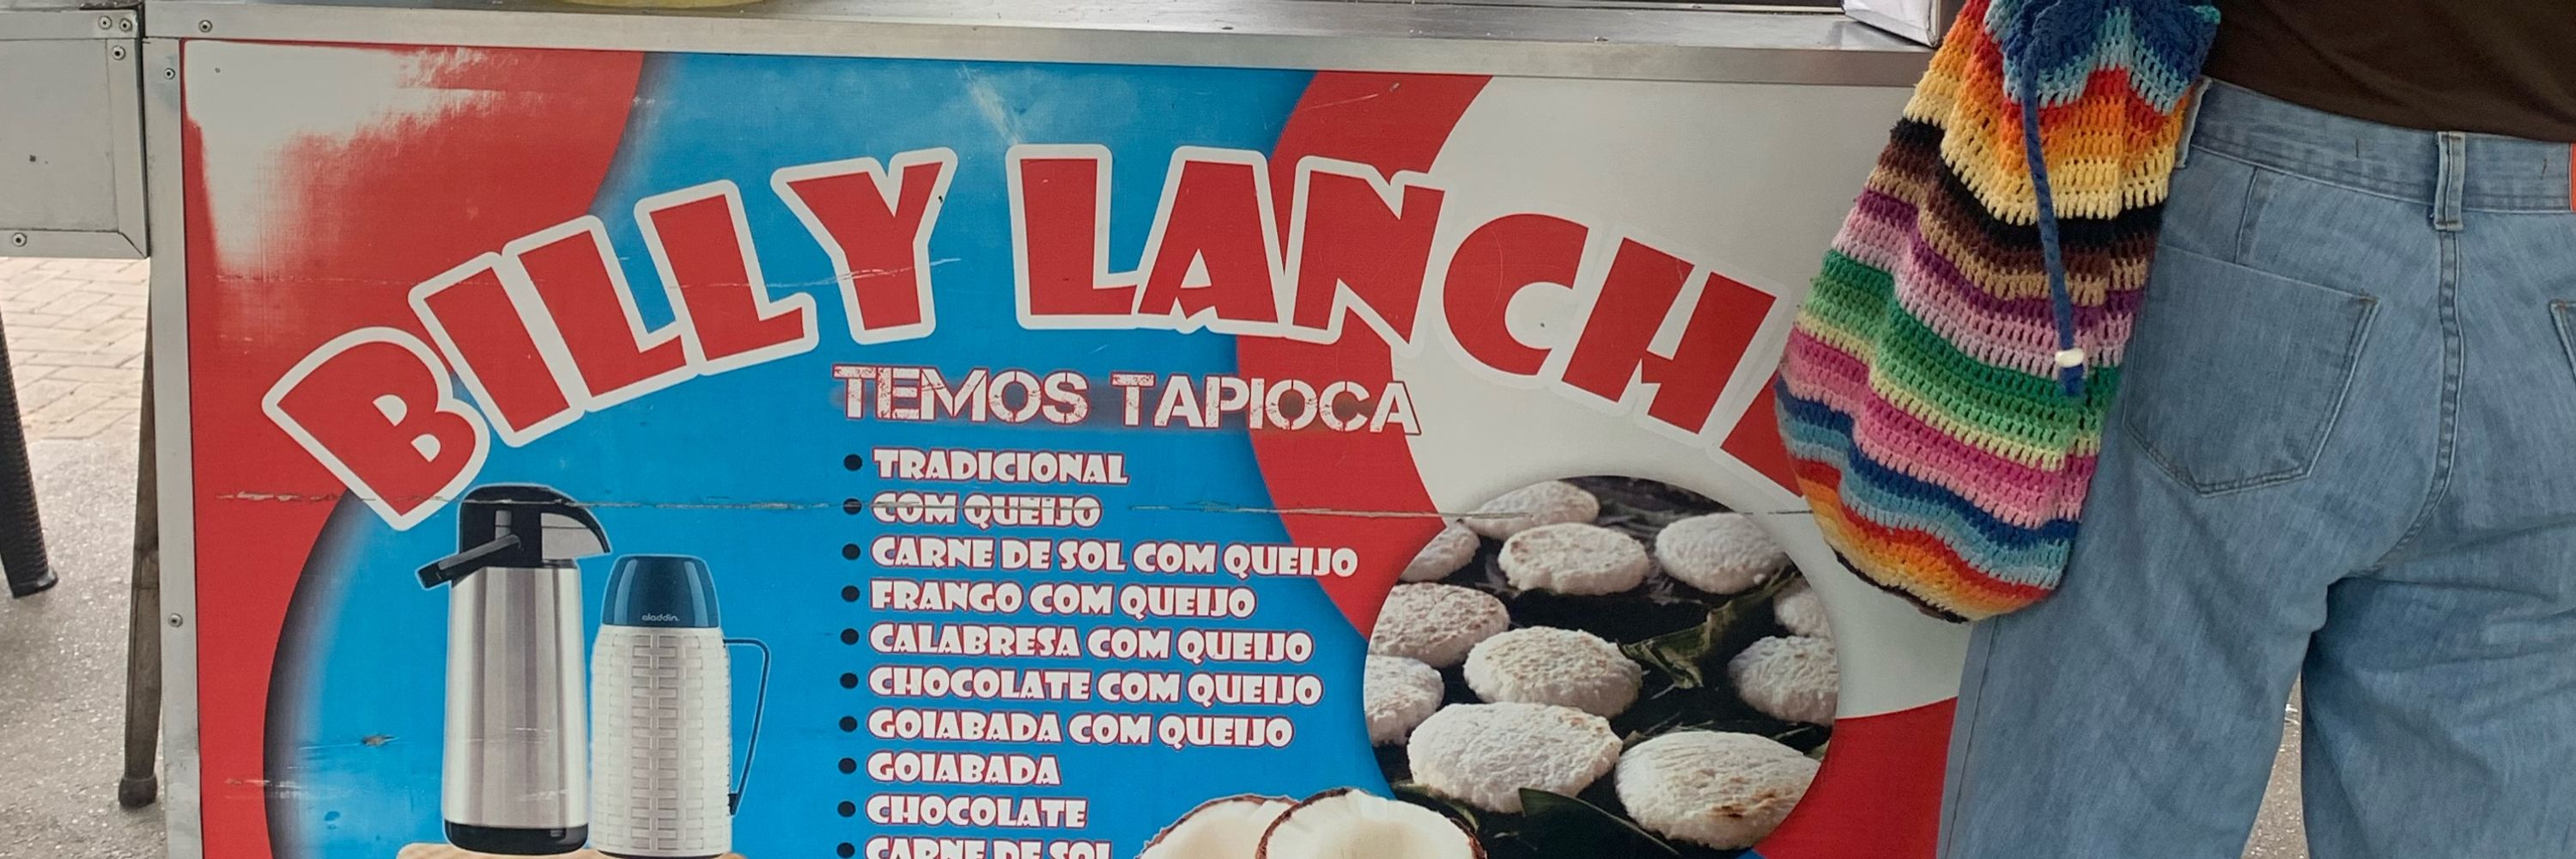 BILLY LANCH
TEMOS TAPIOCA
• TRADICIONAL
• COM QUEIJO
• CARNE DE SOL COM QUEIJO
• FRANGO COM QUEIJO
• CALABRESA COM QUEIJO
• CHOCOLATE COM QUEIJO
• GOIABADA COM QUEIJO
• GOIABADA
• CHOCOLATE
• CARNE DE SOL
aladdin